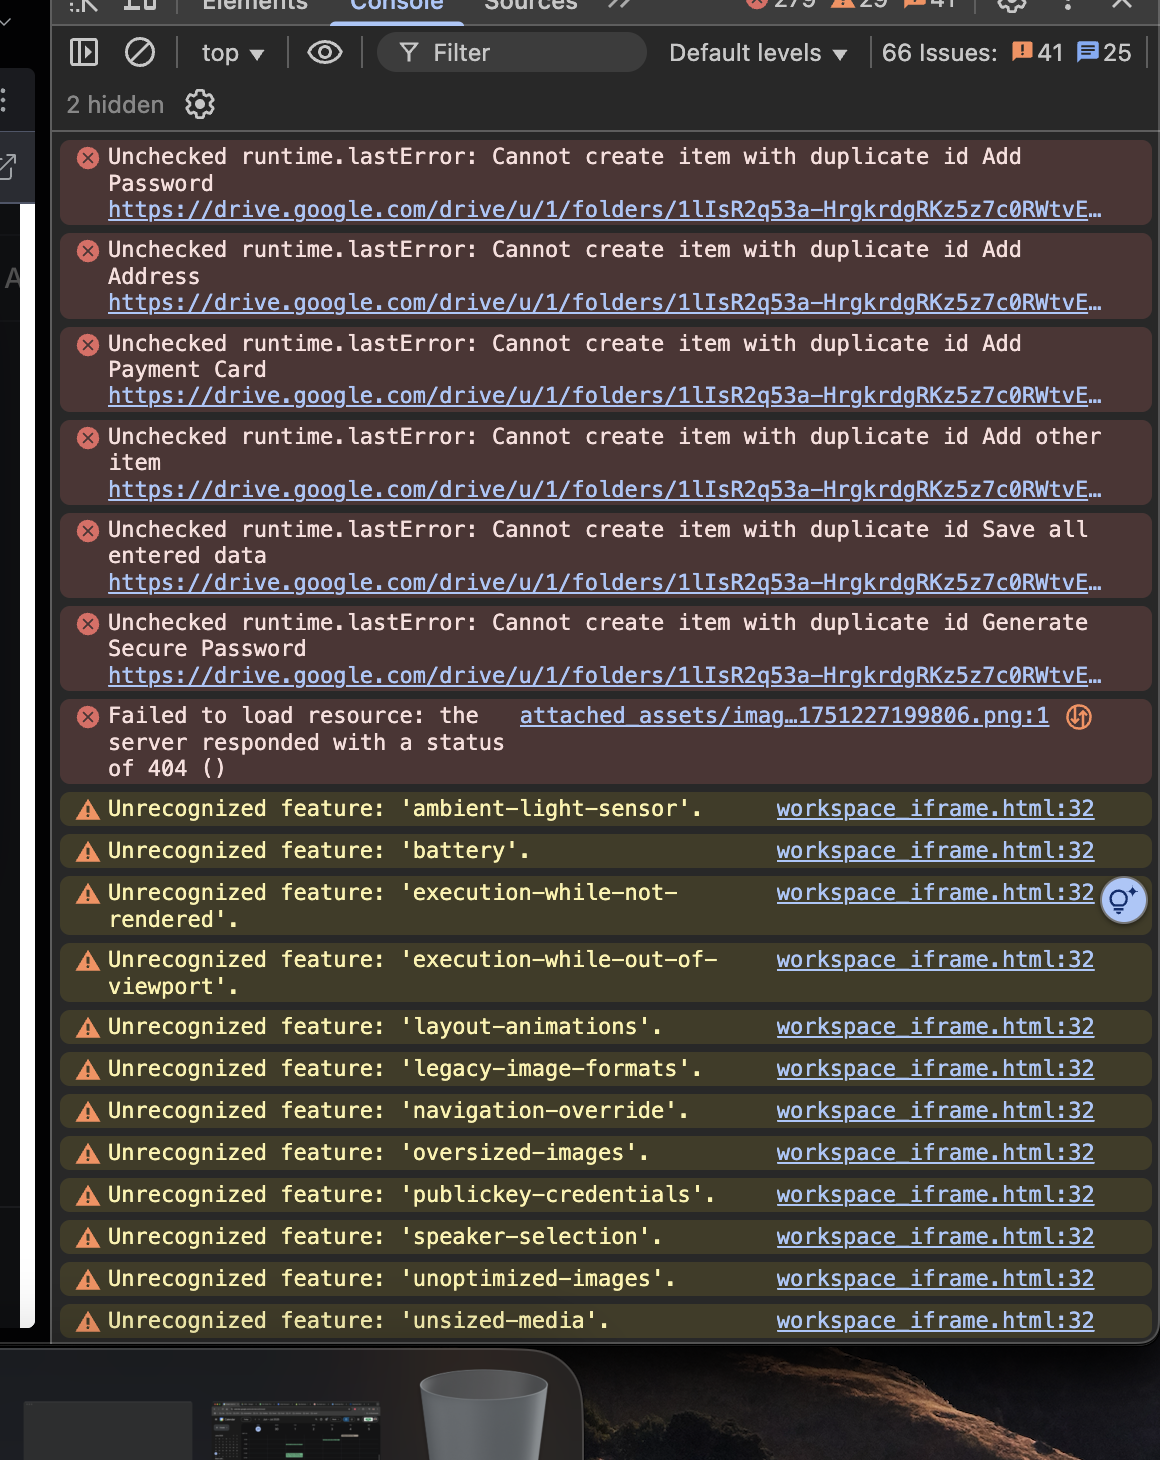 Elements Console Sources 279 29 41
top Filter Default levels 66 Issues: 41 25
2 hidden
Unchecked runtime.lastError: Cannot create item with duplicate id Add
Password
https://drive.google.com/drive/u/1/folders/1lIsR2q53a-HrgkrdgRKz5z7c0RWtvE…
Unchecked runtime.lastError: Cannot create item with duplicate id Add
Address
https://drive.google.com/drive/u/1/folders/1lIsR2q53a-HrgkrdgRKz5z7c0RWtvE…
Unchecked runtime.lastError: Cannot create item with duplicate id Add
Payment Card
https://drive.google.com/drive/u/1/folders/1lIsR2q53a-HrgkrdgRKz5z7c0RWtvE…
Unchecked runtime.lastError: Cannot create item with duplicate id Add other
item
https://drive.google.com/drive/u/1/folders/1lIsR2q53a-HrgkrdgRKz5z7c0RWtvE…
Unchecked runtime.lastError: Cannot create item with duplicate id Save all
entered data
https://drive.google.com/drive/u/1/folders/1lIsR2q53a-HrgkrdgRKz5z7c0RWtvE…
Unchecked runtime.lastError: Cannot create item with duplicate id Generate
Secure Password
https://drive.google.com/drive/u/1/folders/1lIsR2q53a-HrgkrdgRKz5z7c0RWtvE…
Failed to load resource: the attached_assets/imag…1751227199806.png:1
server responded with a status
of 404 ()
Unrecognized feature: 'ambient-light-sensor'. workspace_iframe.html:32
Unrecognized feature: 'battery'. workspace_iframe.html:32
Unrecognized feature: 'execution-while-not- workspace_iframe.html:32
rendered'.
Unrecognized feature: 'execution-while-out-of- workspace_iframe.html:32
viewport'.
Unrecognized feature: 'layout-animations'. workspace_iframe.html:32
Unrecognized feature: 'legacy-image-formats'. workspace_iframe.html:32
Unrecognized feature: 'navigation-override'. workspace_iframe.html:32
Unrecognized feature: 'oversized-images'. workspace_iframe.html:32
Unrecognized feature: 'publickey-credentials'. workspace_iframe.html:32
Unrecognized feature: 'speaker-selection'. workspace_iframe.html:32
Unrecognized feature: 'unoptimized-images'. workspace_iframe.html:32
Unrecognized feature: 'unsized-media'. workspace_iframe.html:32